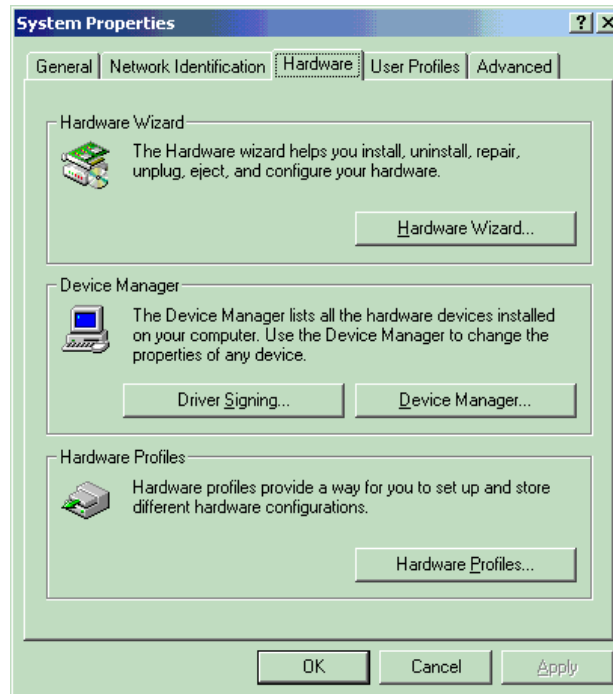 System Properties
General
Network Identification
Hardware
User Profiles
Advanced
Hardware Wizard
The Hardware wizard helps you install, uninstall, repair,
unplug, eject, and configure your hardware.
Hardware Wizard...
Device Manager
The Device Manager lists all the hardware devices installed
on your computer. Use the Device Manager to change the
properties of any device.
Driver Signing...
Device Manager...
Hardware Profiles
Hardware profiles provide a way for you to set up and store
different hardware configurations.
Hardware Profiles...
OK
Cancel
Apply